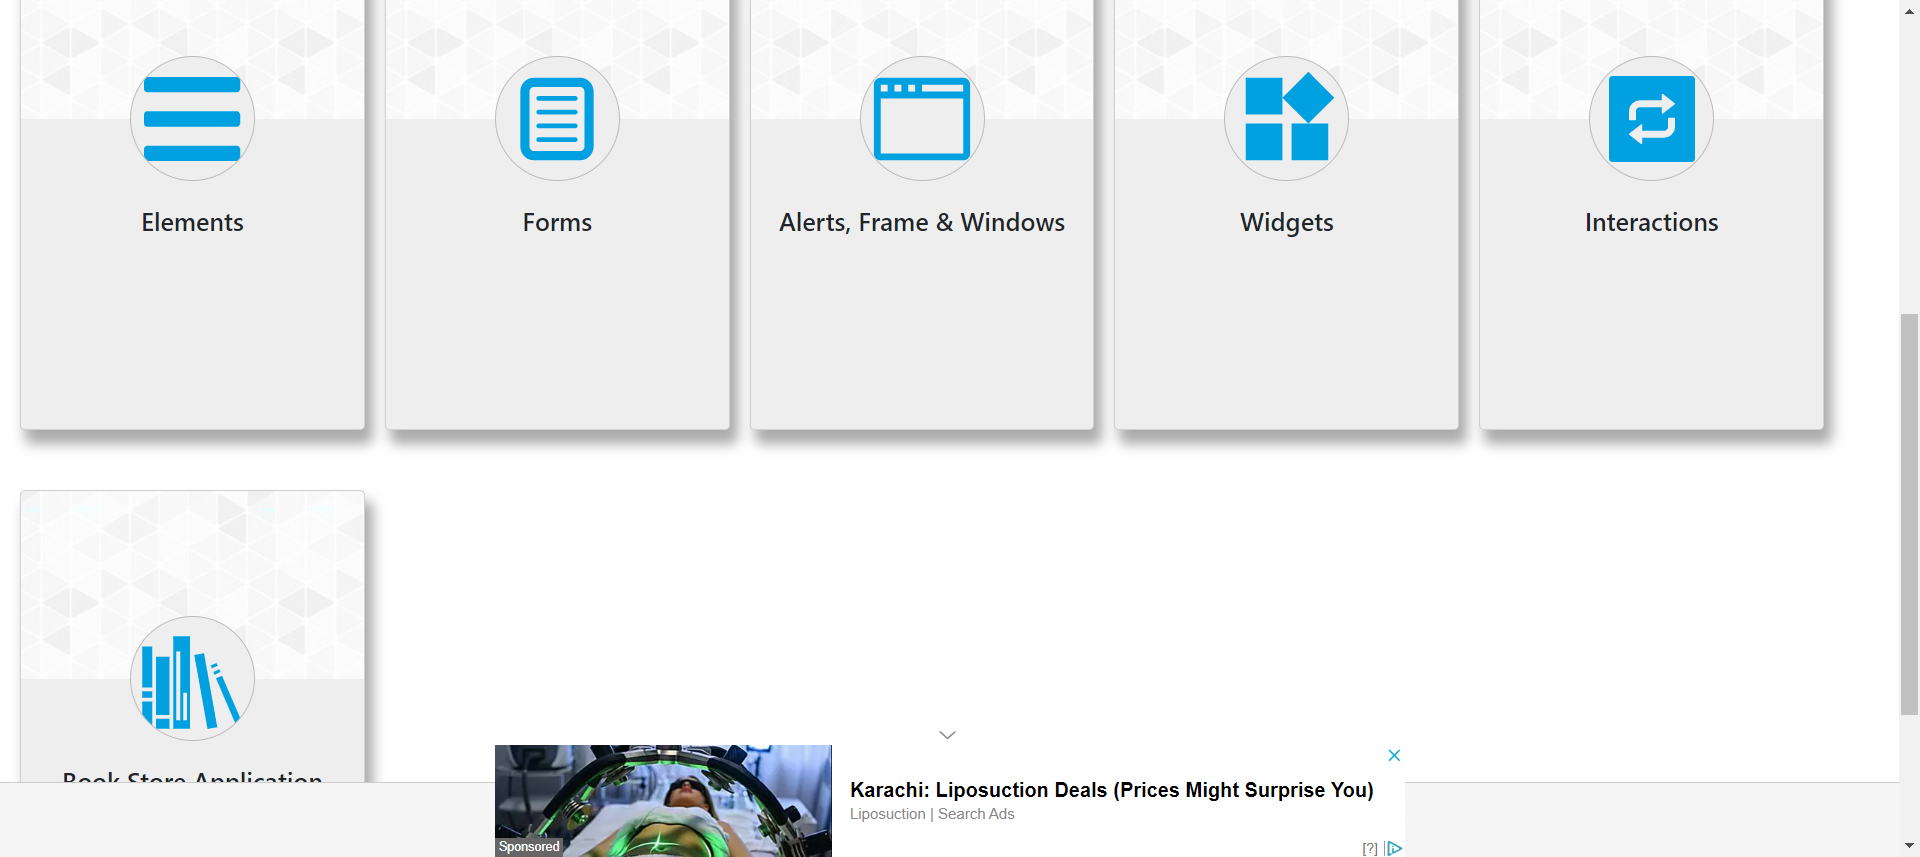 Elements
Forms
Alerts, Frame & Windows
Widgets
Interactions
Book Store Application
Karachi: Liposuction Deals (Prices Might Surprise You)
Liposuction | Search Ads
Sponsored
[?]